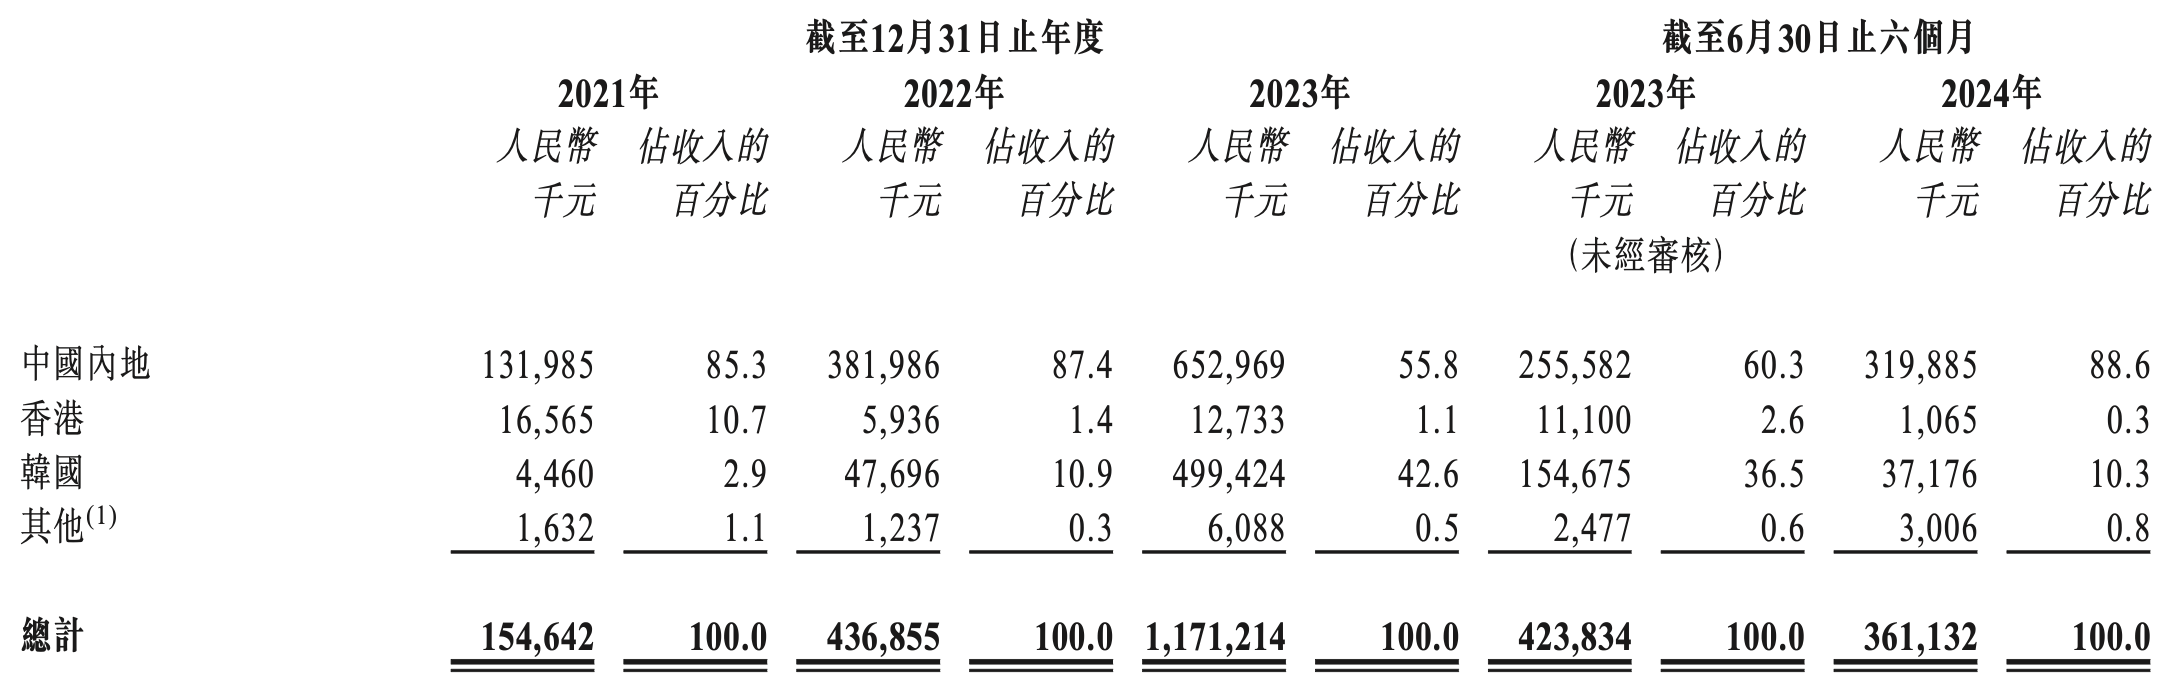 截至12月31日止年度 截至6月30日止六個月
2021年 2022年 2023年 2023年 2024年
人民幣 佔收入的 人民幣 佔收入的 人民幣 佔收入的 人民幣 佔收入的 人民幣 佔收入的
千元 百分比 千元 百分比 千元 百分比 千元 百分比 千元 百分比
(未經審核)
中國內地 131,985 85.3 381,986 87.4 652,969 55.8 255,582 60.3 319,885 88.6
香港 16,565 10.7 5,936 1.4 12,733 1.1 11,100 2.6 1,065 0.3
韓國 4,460 2.9 47,696 10.9 499,424 42.6 154,675 36.5 37,176 10.3
其他(1) 1,632 1.1 1,237 0.3 6,088 0.5 2,477 0.6 3,006 0.8
總計 154,642 100.0 436,855 100.0 1,171,214 100.0 423,834 100.0 361,132 100.0